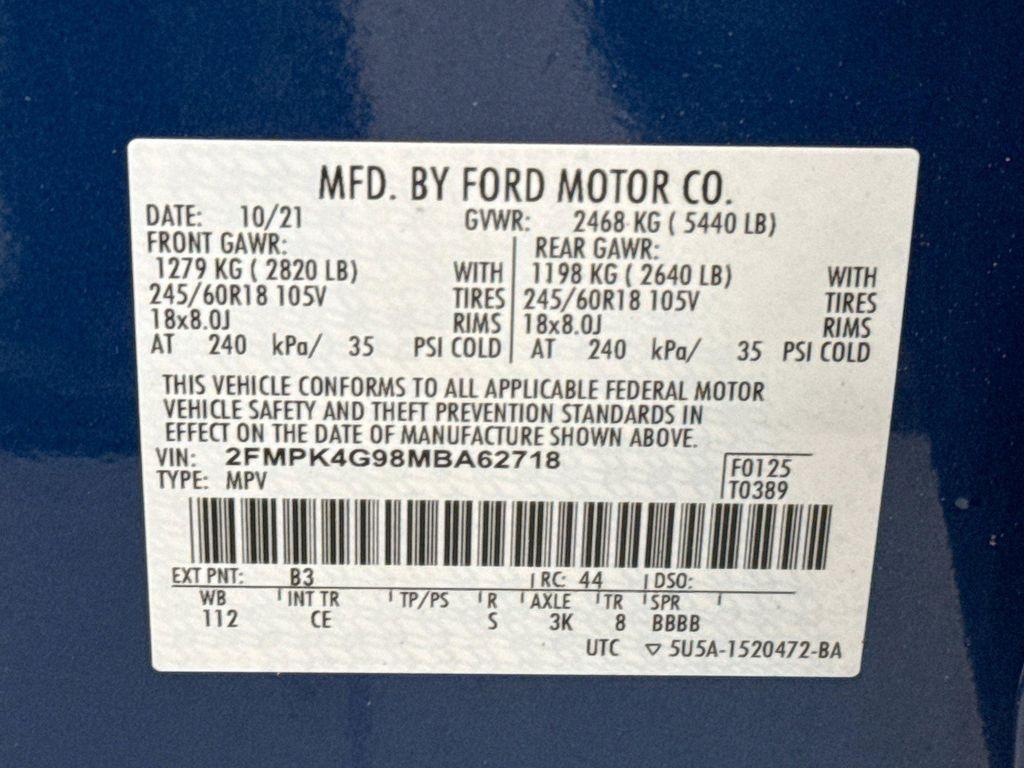 MFD. BY FORD MOTOR CO.
DATE: 10/21 GVWR: 2468 KG ( 5440 LB)
FRONT GAWR: REAR GAWR:
1279 KG ( 2820 LB) WITH 1198 KG ( 2640 LB) WITH
245/60R18 105V TIRES 245/60R18 105V TIRES
18x8.0J RIMS 18x8.0J RIMS
AT 240 kPa/ 35 PSI COLD AT 240 kPa/ 35 PSI COLD
THIS VEHICLE CONFORMS TO ALL APPLICABLE FEDERAL MOTOR
VEHICLE SAFETY AND THEFT PREVENTION STANDARDS IN
EFFECT ON THE DATE OF MANUFACTURE SHOWN ABOVE.
VIN: 2FMPK4G98MBA62718 F0125
TYPE: MPV T0389
EXT PNT: B3 RC: 44 DSO:
WB INT TR TP/PS R AXLE TR SPR
112 CE S 3K 8 BBBB
UTC ▽ 5U5A-1520472-BA